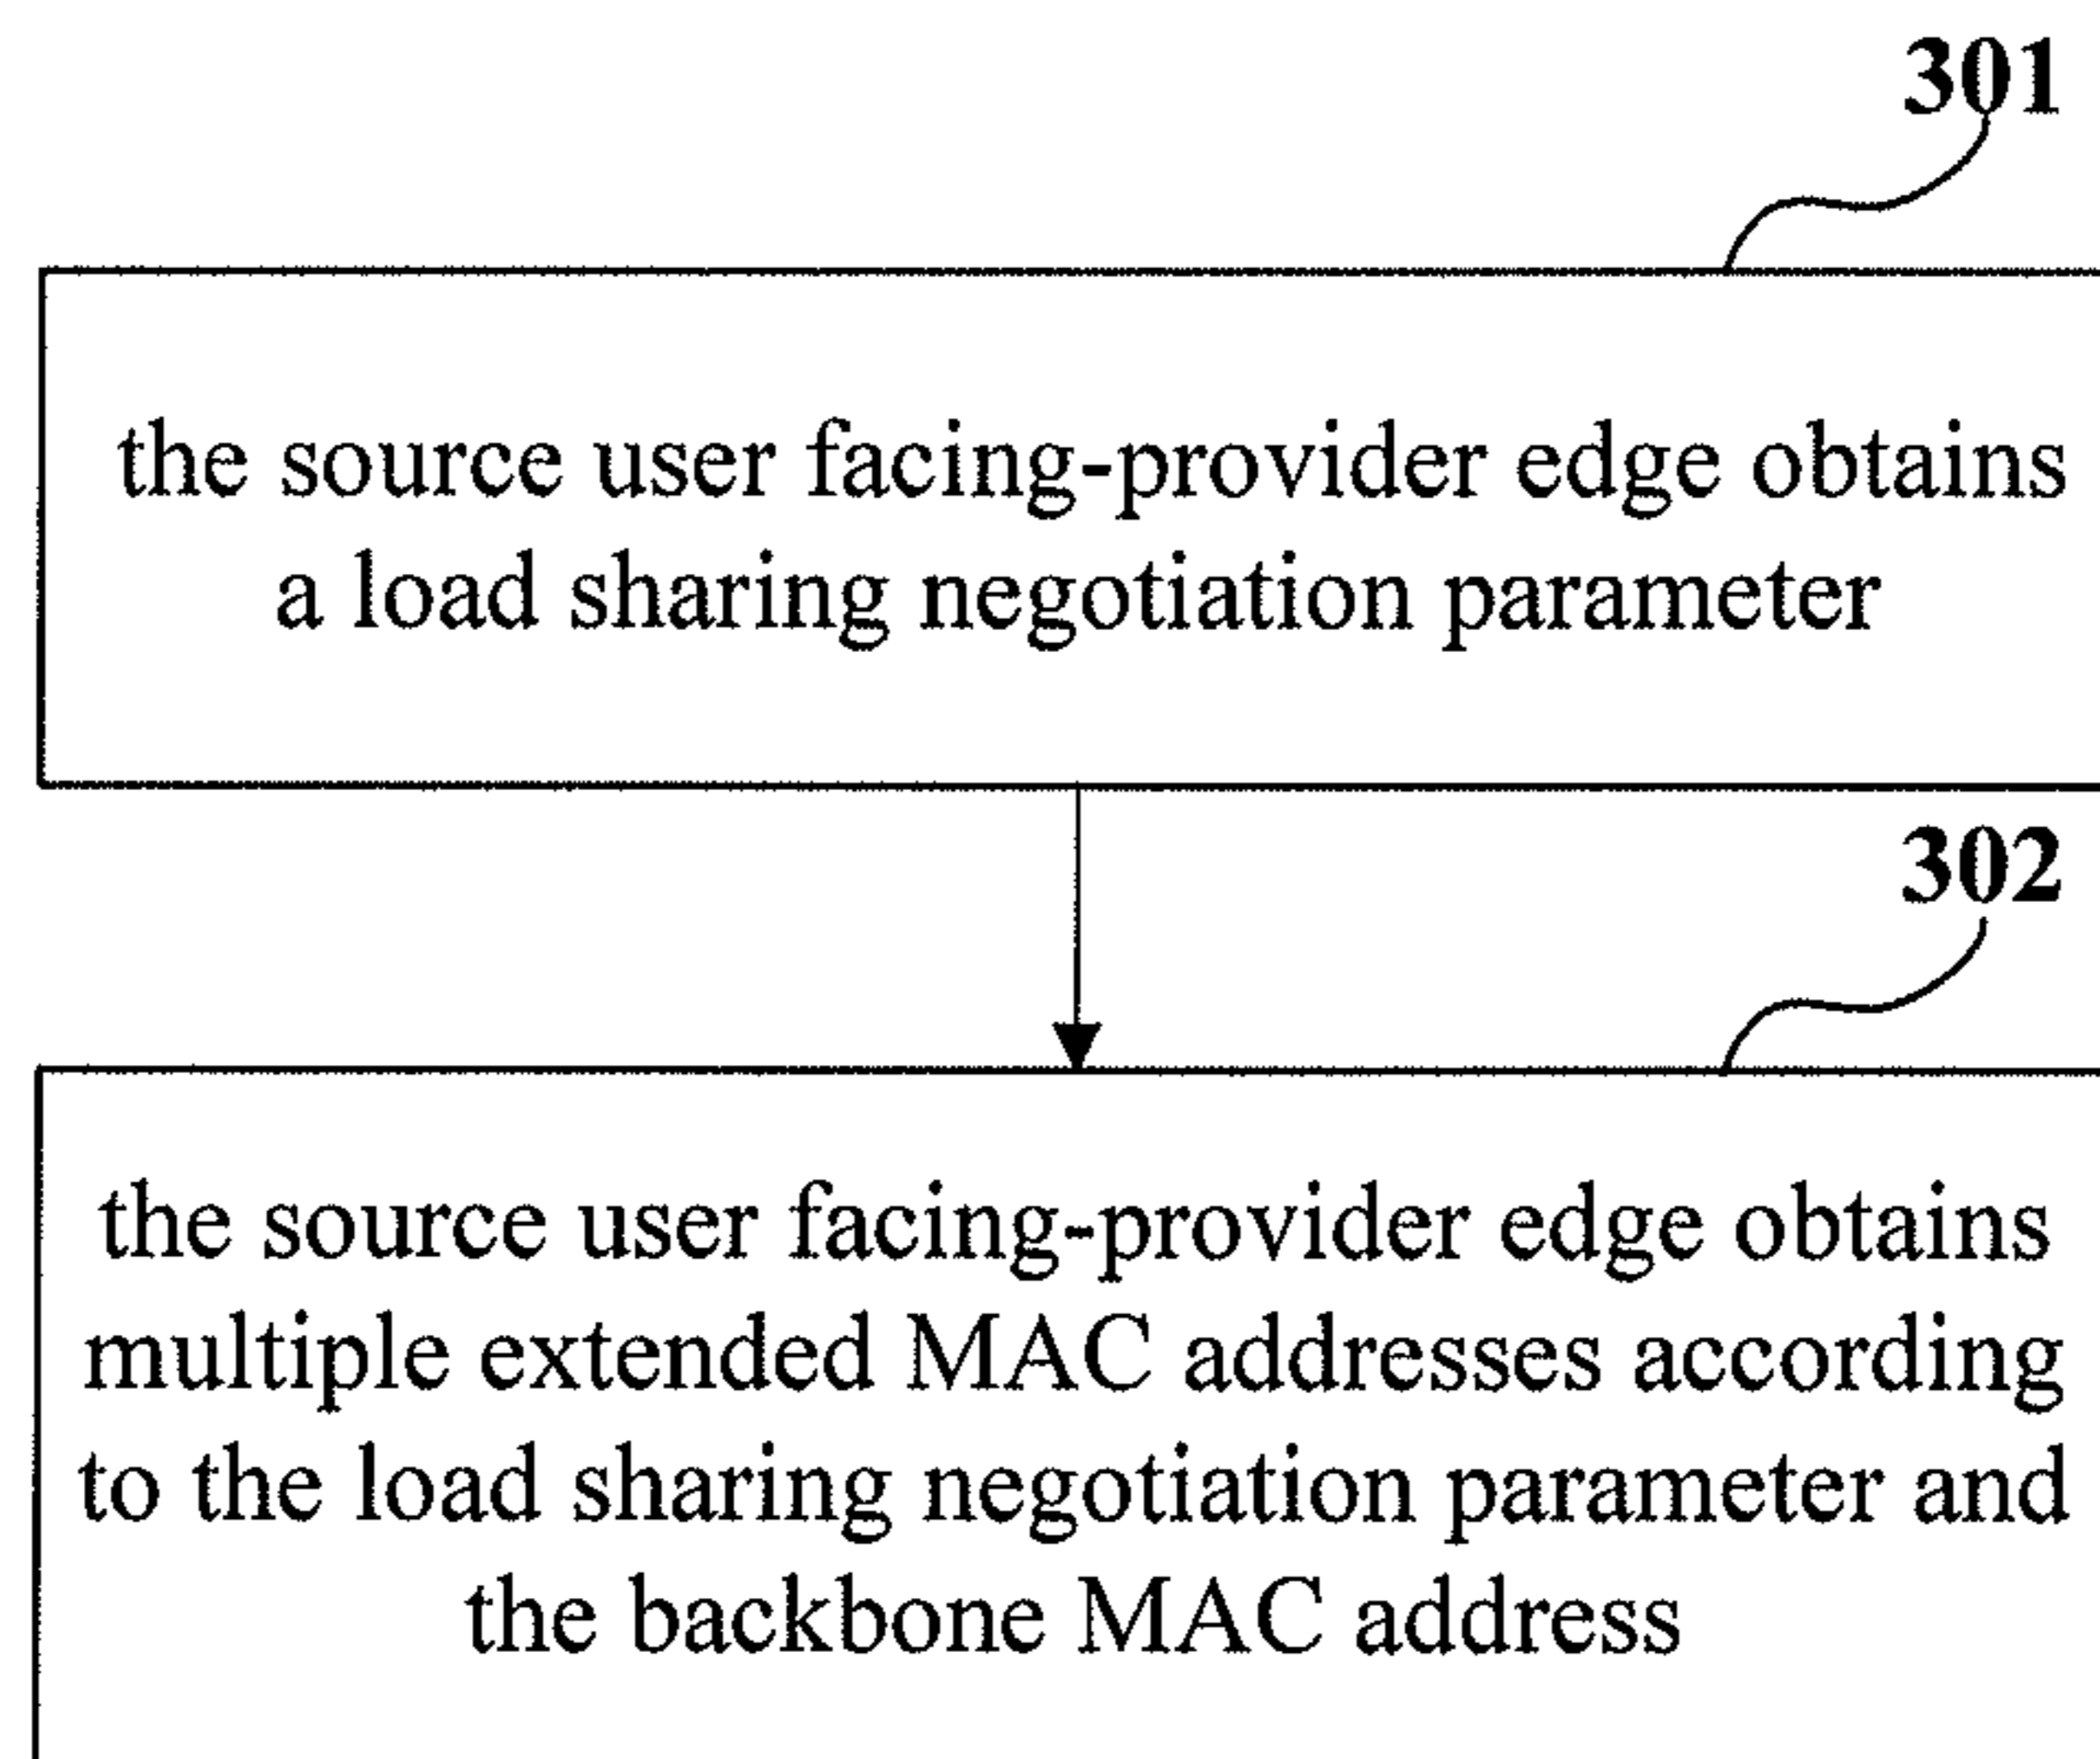 301
the source user facing-provider edge obtains
a load sharing negotiation parameter
302
the source user facing-provider edge obtains
multiple extended MAC addresses according
to the load sharing negotiation parameter and
the backbone MAC address